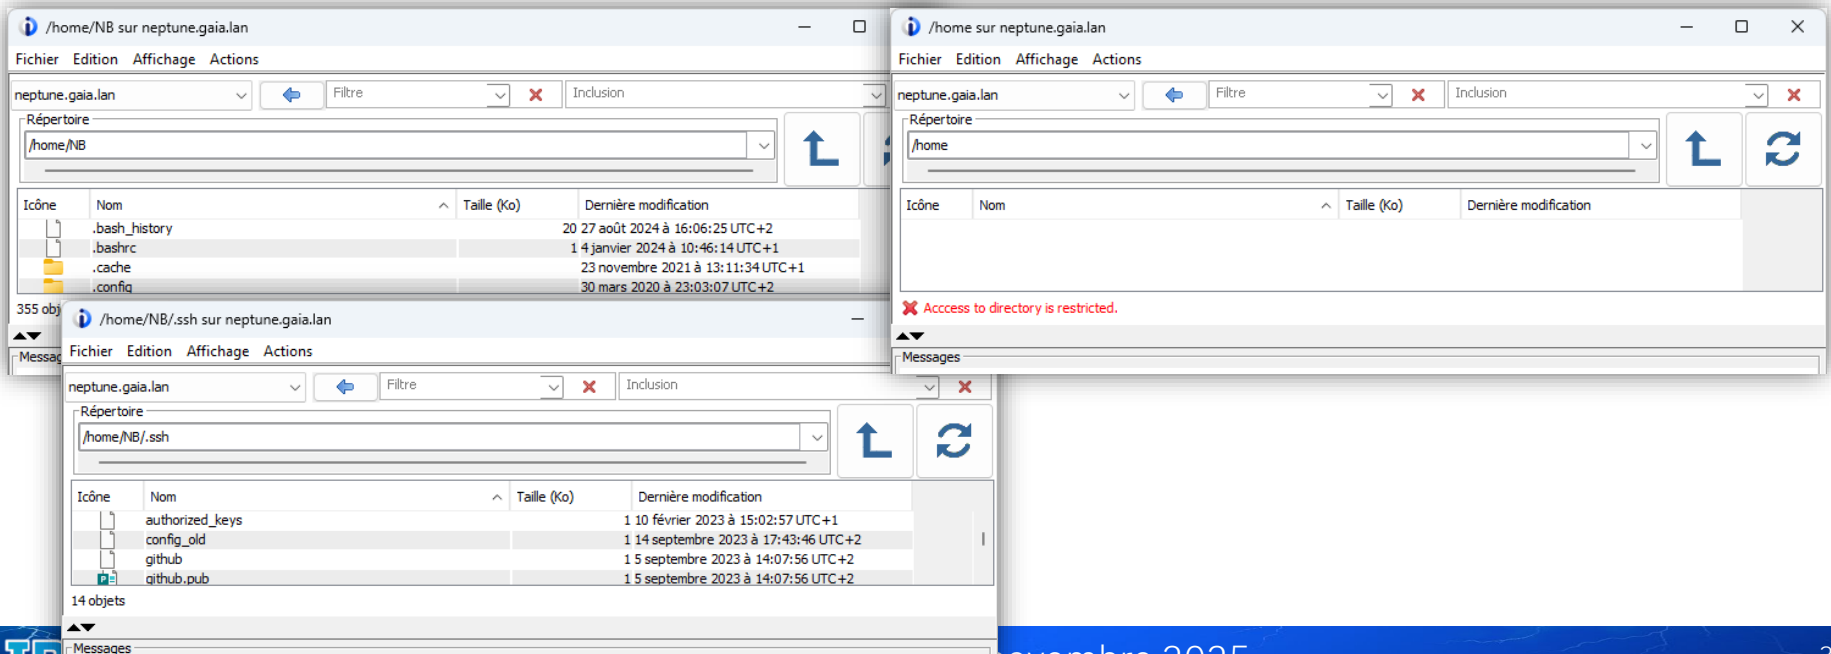 /home/NB sur neptune.gaia.lan
Fichier Edition Affichage Actions
neptune.gaia.lan Filtre Inclusion
Répertoire
/home/NB
Icône Nom Taille (Ko) Dernière modification
.bash_history 20 27 août 2024 à 16:06:25 UTC+2
.bashrc 1 4 janvier 2024 à 10:46:14 UTC+1
.cache 23 novembre 2021 à 13:11:34 UTC+1
.config 30 mars 2020 à 23:03:07 UTC+2
355 obj
Messag
/home sur neptune.gaia.lan
Fichier Edition Affichage Actions
neptune.gaia.lan Filtre Inclusion
Répertoire
/home
Icône Nom Taille (Ko) Dernière modification
Acccess to directory is restricted.
Messages
/home/NB/.ssh sur neptune.gaia.lan
Fichier Edition Affichage Actions
neptune.gaia.lan Filtre Inclusion
Répertoire
/home/NB/.ssh
Icône Nom Taille (Ko) Dernière modification
authorized_keys 1 10 février 2023 à 15:02:57 UTC+1
config_old 1 14 septembre 2023 à 17:43:46 UTC+2
github 1 5 septembre 2023 à 14:07:56 UTC+2
github.pub 1 5 septembre 2023 à 14:07:56 UTC+2
14 objets
Messages
ovembre 2025